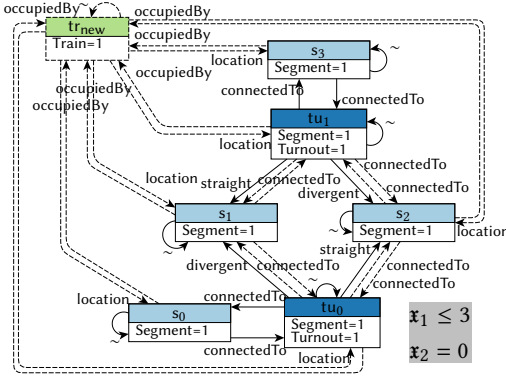 occupiedBy
~
tr_new
Train=1
occupiedBy
occupiedBy
occupiedBy
occupiedBy
location
s_3
Segment=1
~
connectedTo
connectedTo
tu_1
Segment=1
Turnout=1
~
location
location
straight
connectedTo
divergent
connectedTo
connectedTo
s_1
Segment=1
~
s_2
Segment=1
~
location
straight
divergent
connectedTo
connectedTo
connectedTo
~
location
connectedTo
s_0
Segment=1
~
connectedTo
tu_0
Segment=1
Turnout=1
location
𝔵_1 ≤ 3
𝔵_2 = 0